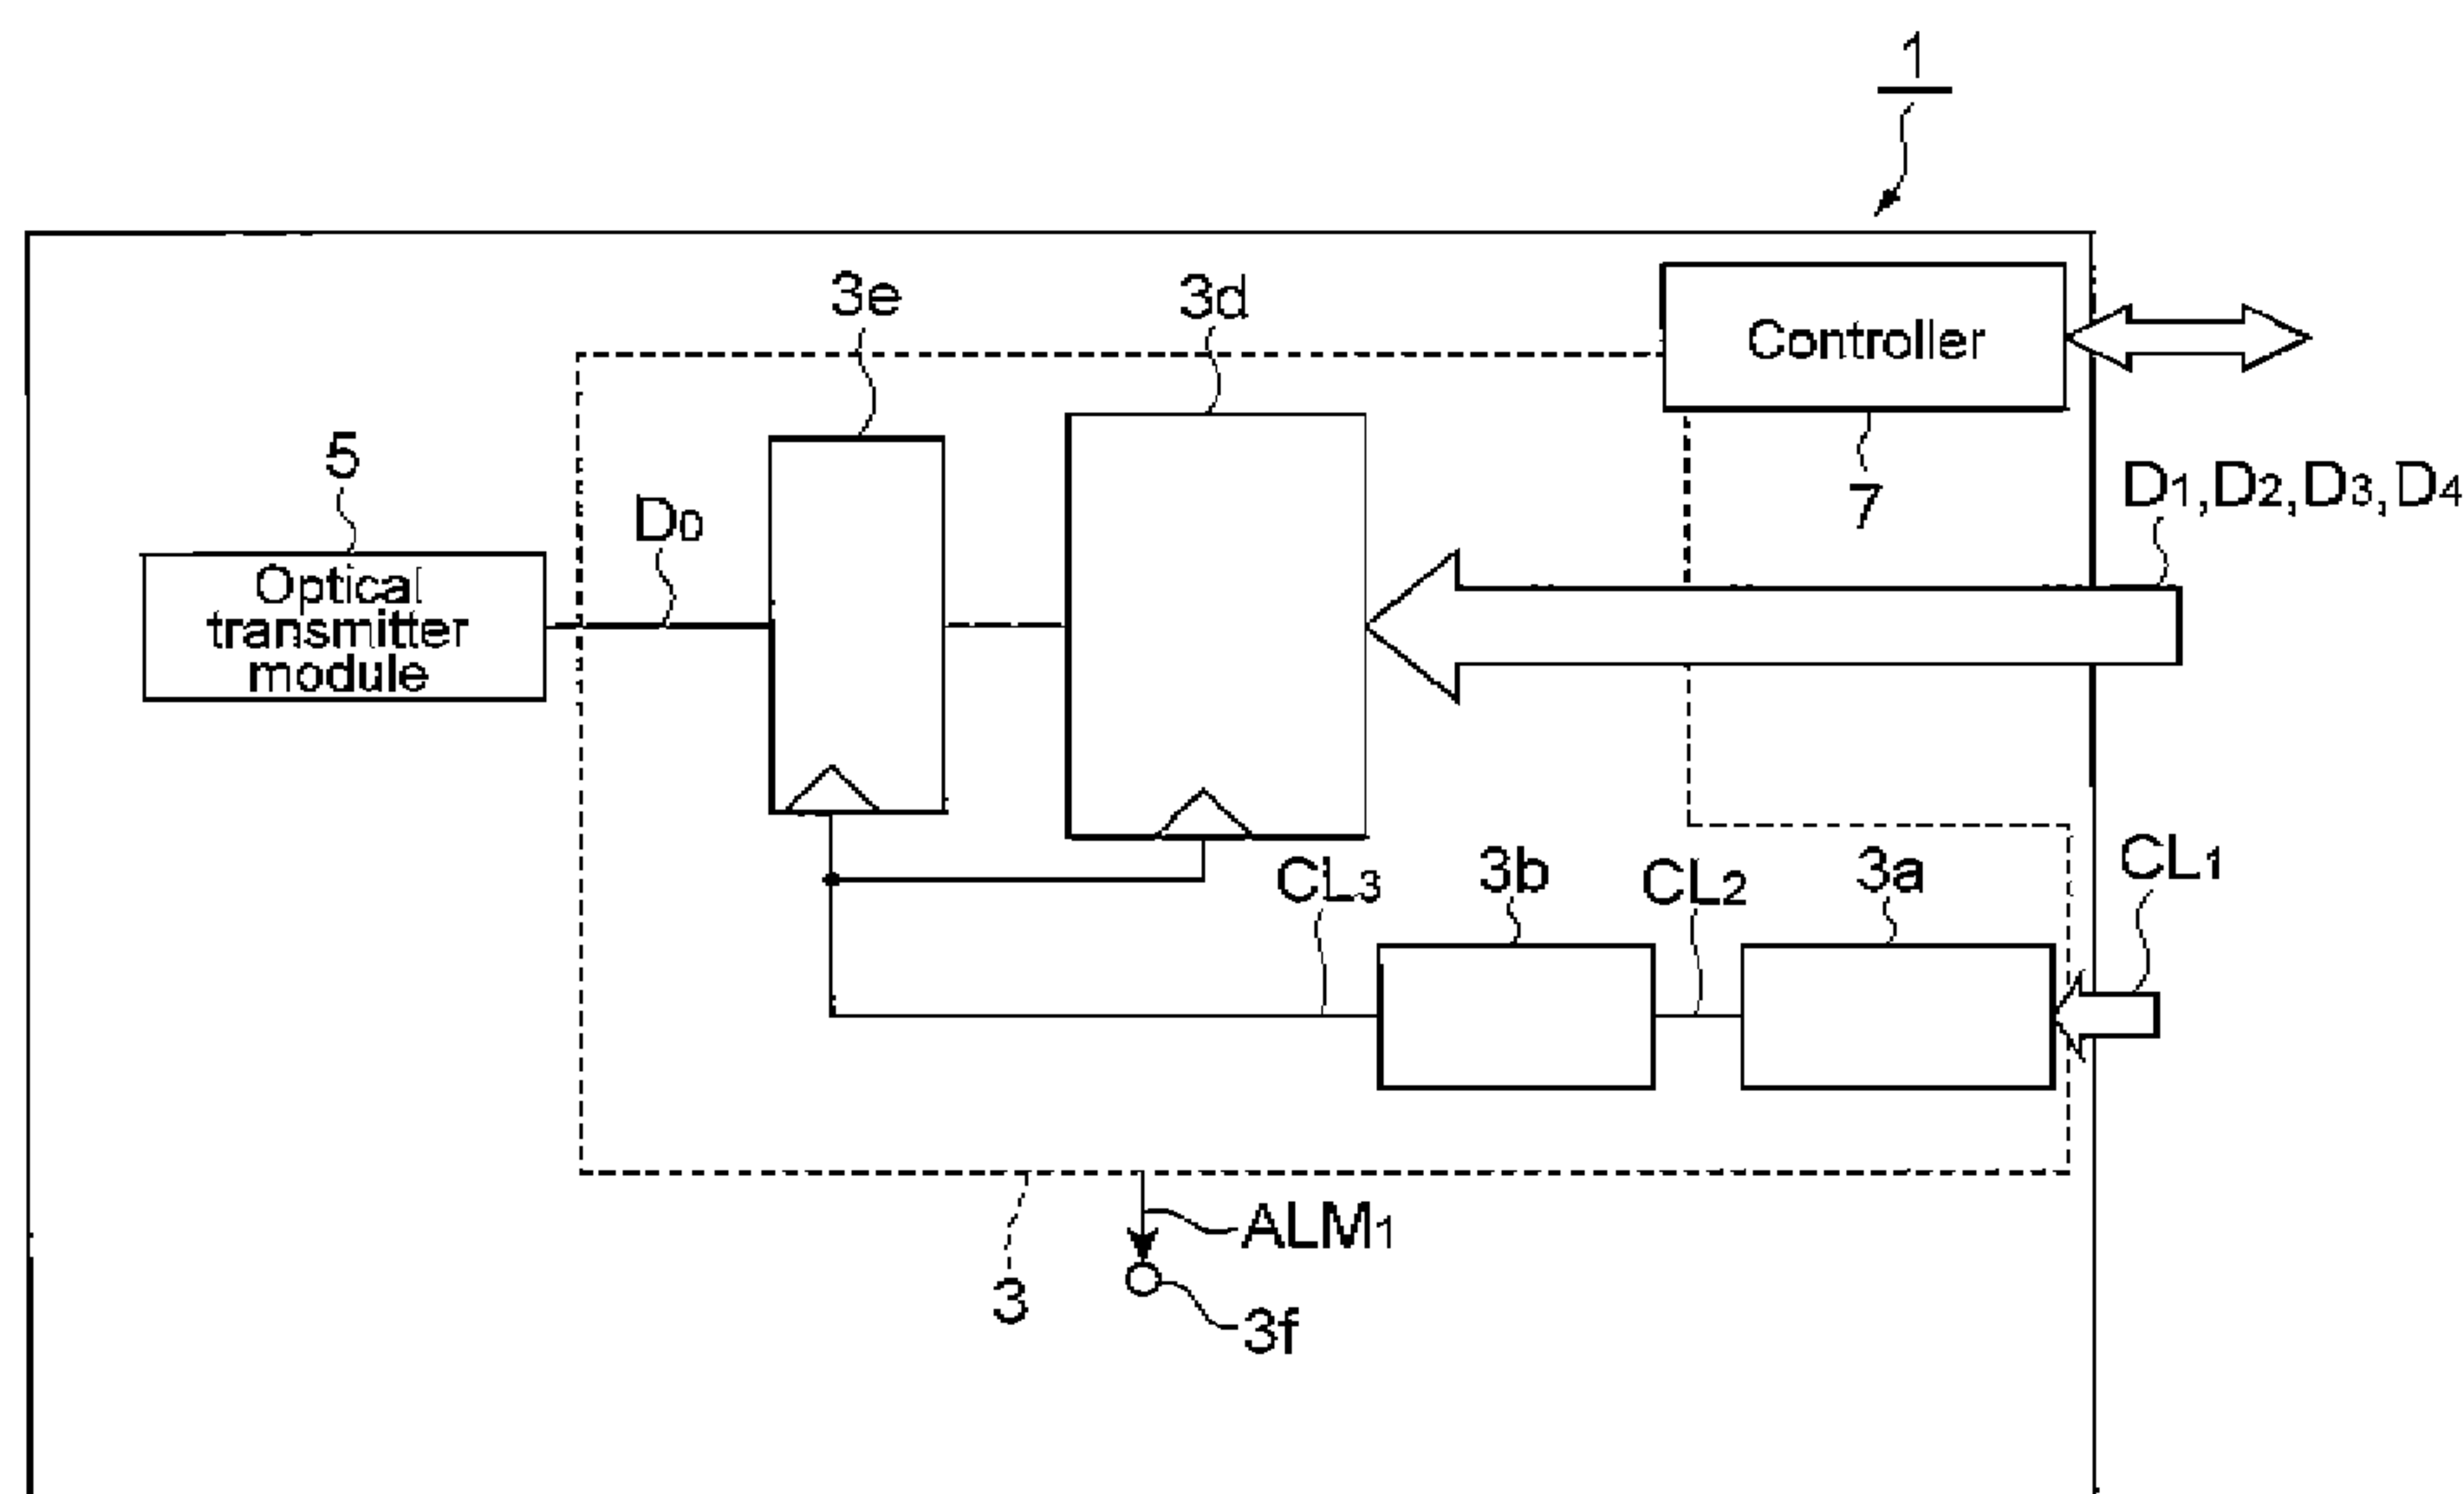 1
3e
3d
Controller
5
D0
7
D1,D2,D3,D4
Optical
transmitter
module
CL3
3b
CL2
3a
CL1
ALM1
3
3f